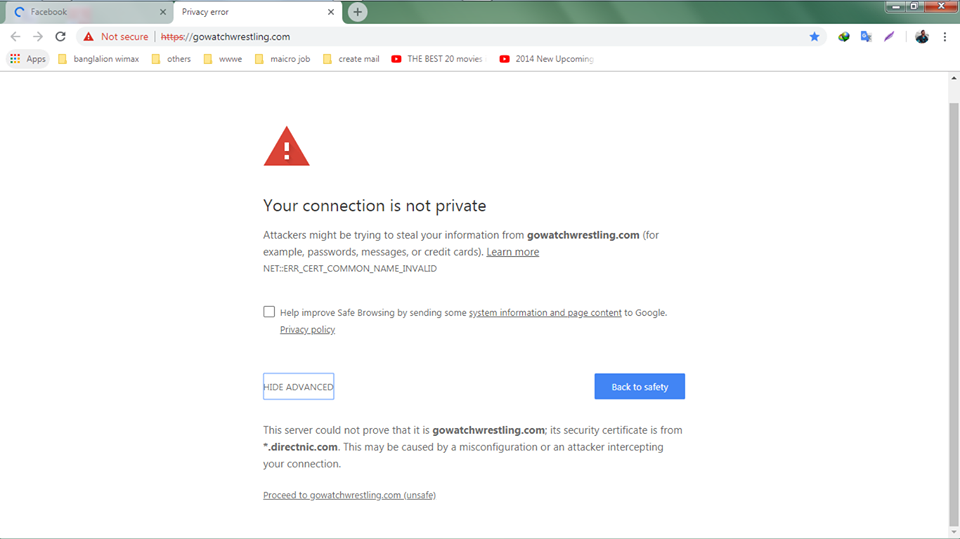 Facebook
Privacy error
Not secure
https://gowatchwrestling.com
Apps
banglalion wimax
others
wwwe
maicro job
create mail
THE BEST 20 movies
2014 New Upcoming
Your connection is not private
Attackers might be trying to steal your information from gowatchwrestling.com (for
example, passwords, messages, or credit cards). Learn more
NET::ERR_CERT_COMMON_NAME_INVALID
Help improve Safe Browsing by sending some system information and page content to Google.
Privacy policy
HIDE ADVANCED
Back to safety
This server could not prove that it is gowatchwrestling.com; its security certificate is from
*.directnic.com. This may be caused by a misconfiguration or an attacker intercepting
your connection.
Proceed to gowatchwrestling.com (unsafe)